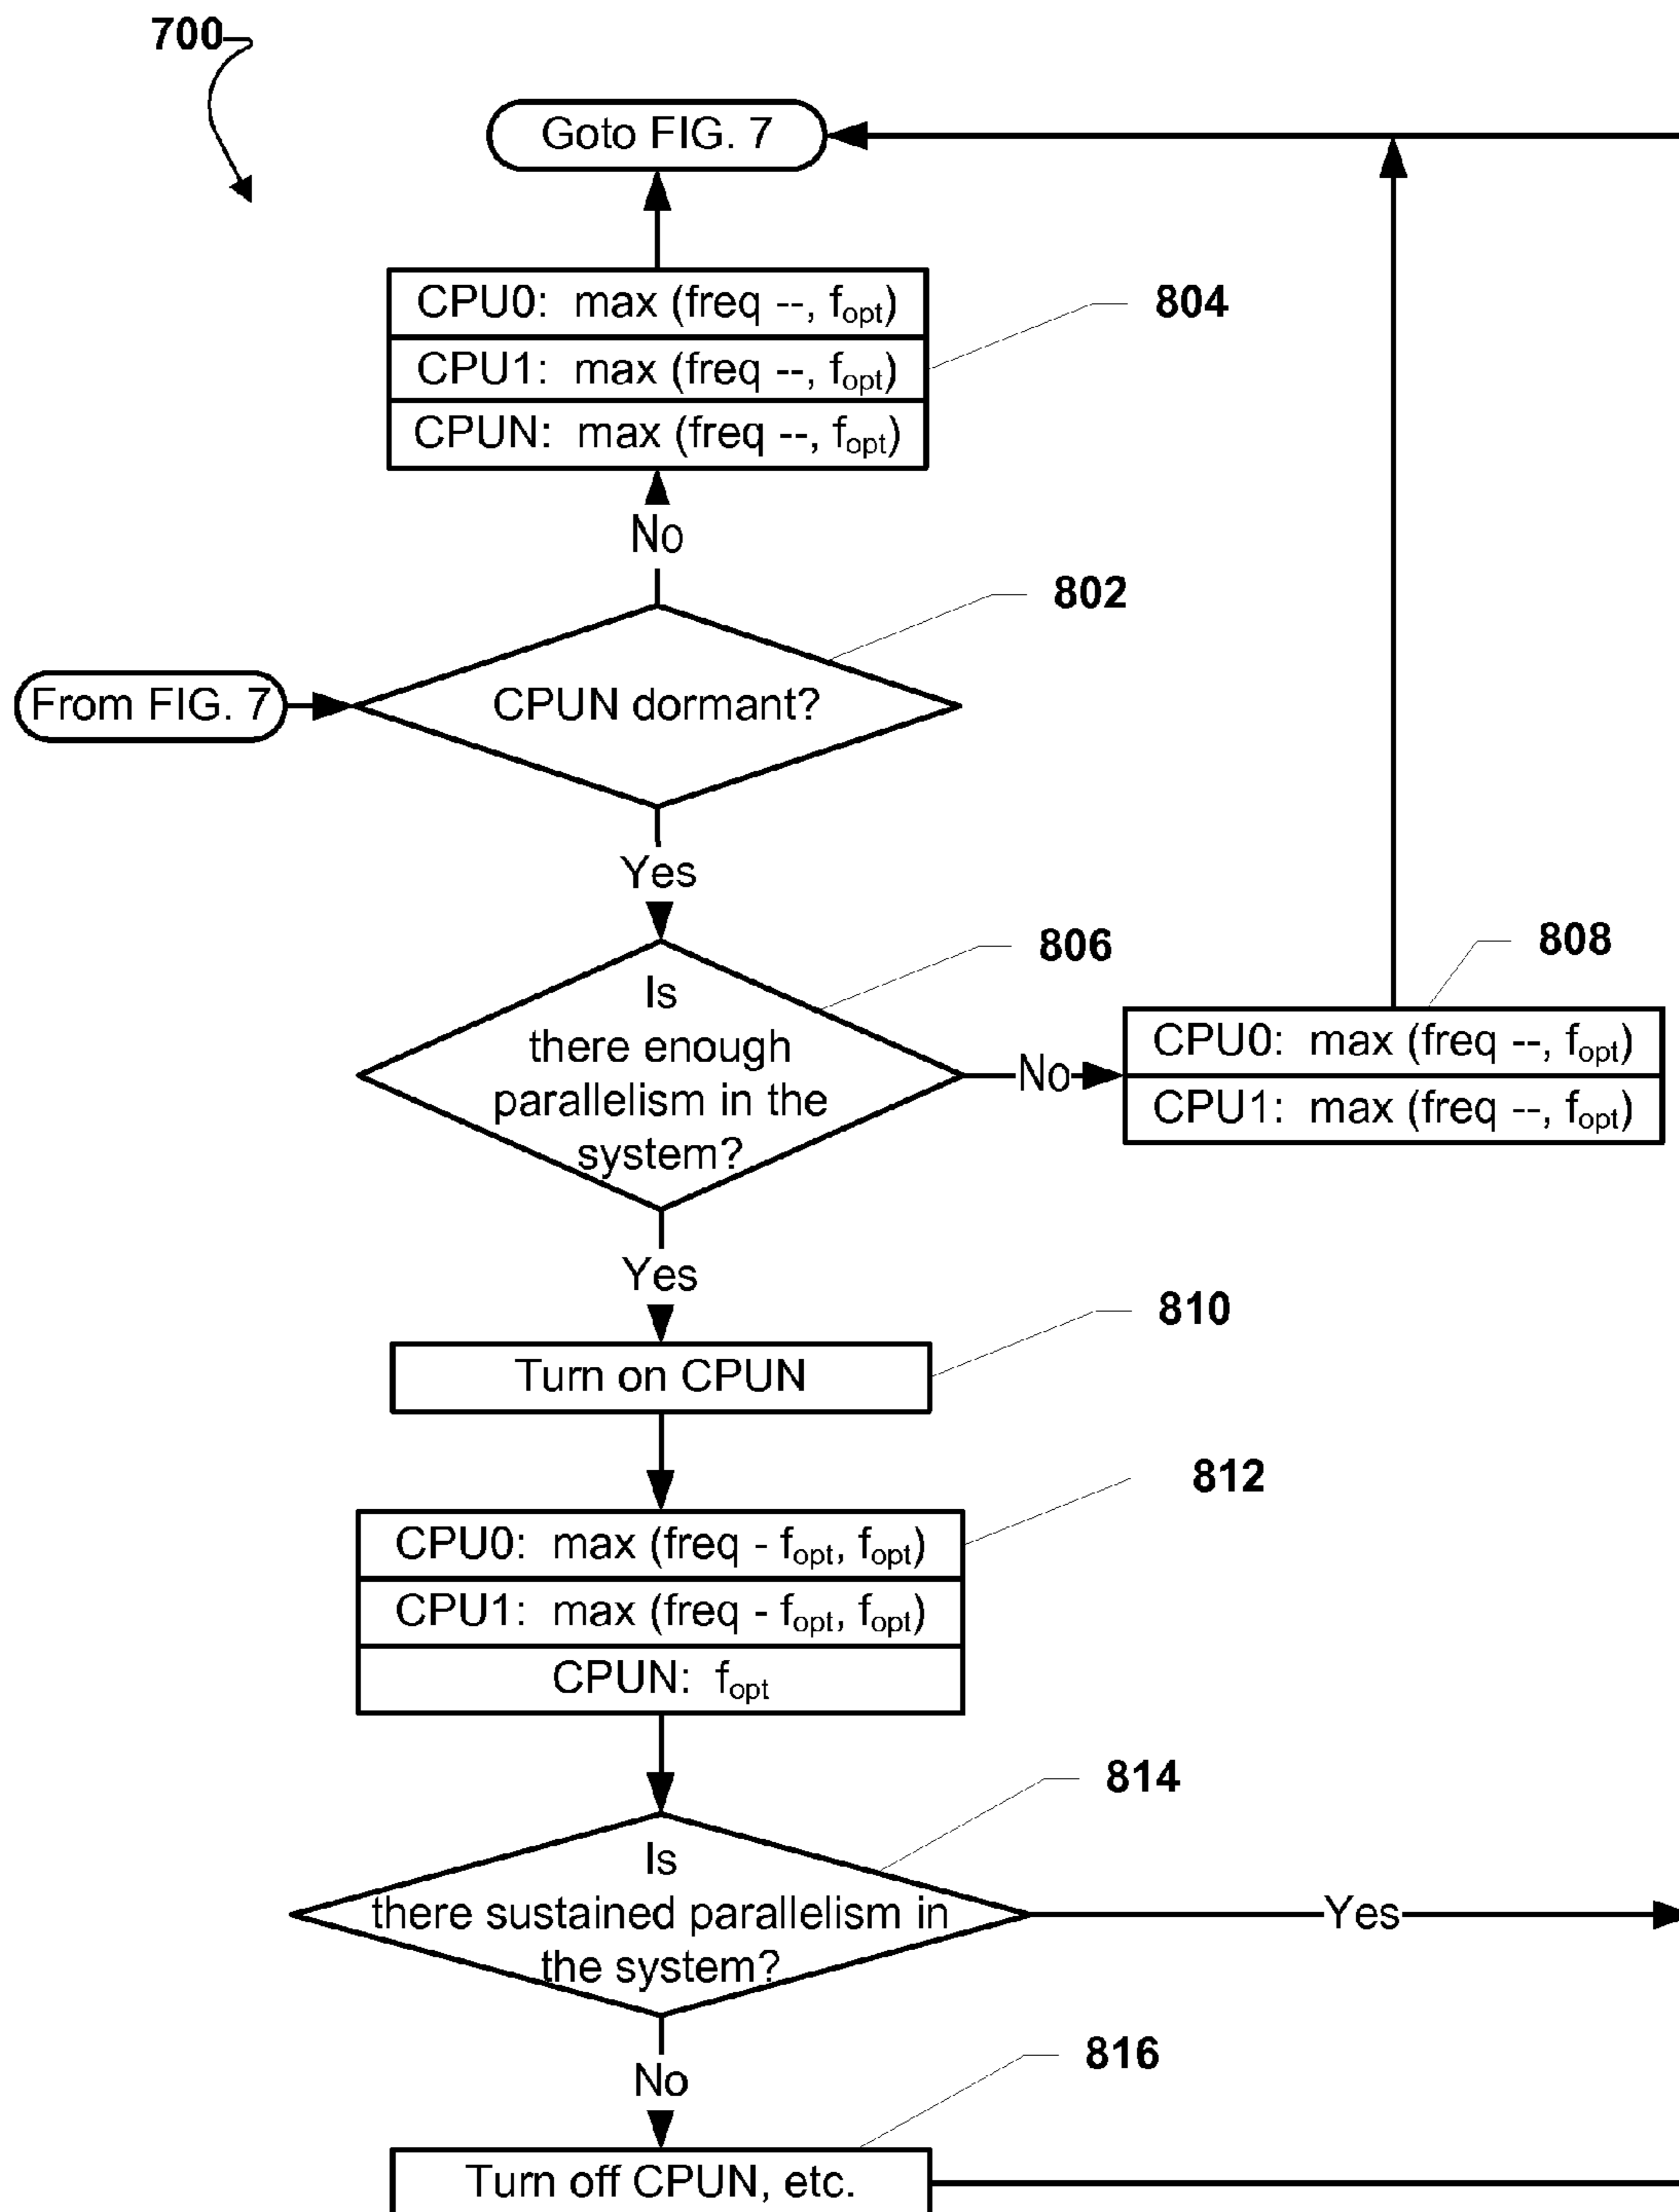 700
Goto FIG. 7
CPU0: max (freq --, fopt)
804
CPU1: max (freq --, fopt)
CPUN: max (freq --, fopt)
No
802
From FIG. 7
CPUN dormant?
Yes
806
808
Is
there enough
parallelism in the
system?
No
CPU0: max (freq --, fopt)
CPU1: max (freq --, fopt)
Yes
810
Turn on CPUN
812
CPU0: max (freq - fopt, fopt)
CPU1: max (freq - fopt, fopt)
CPUN: fopt
814
Is
there sustained parallelism in
the system?
Yes
No
816
Turn off CPUN, etc.